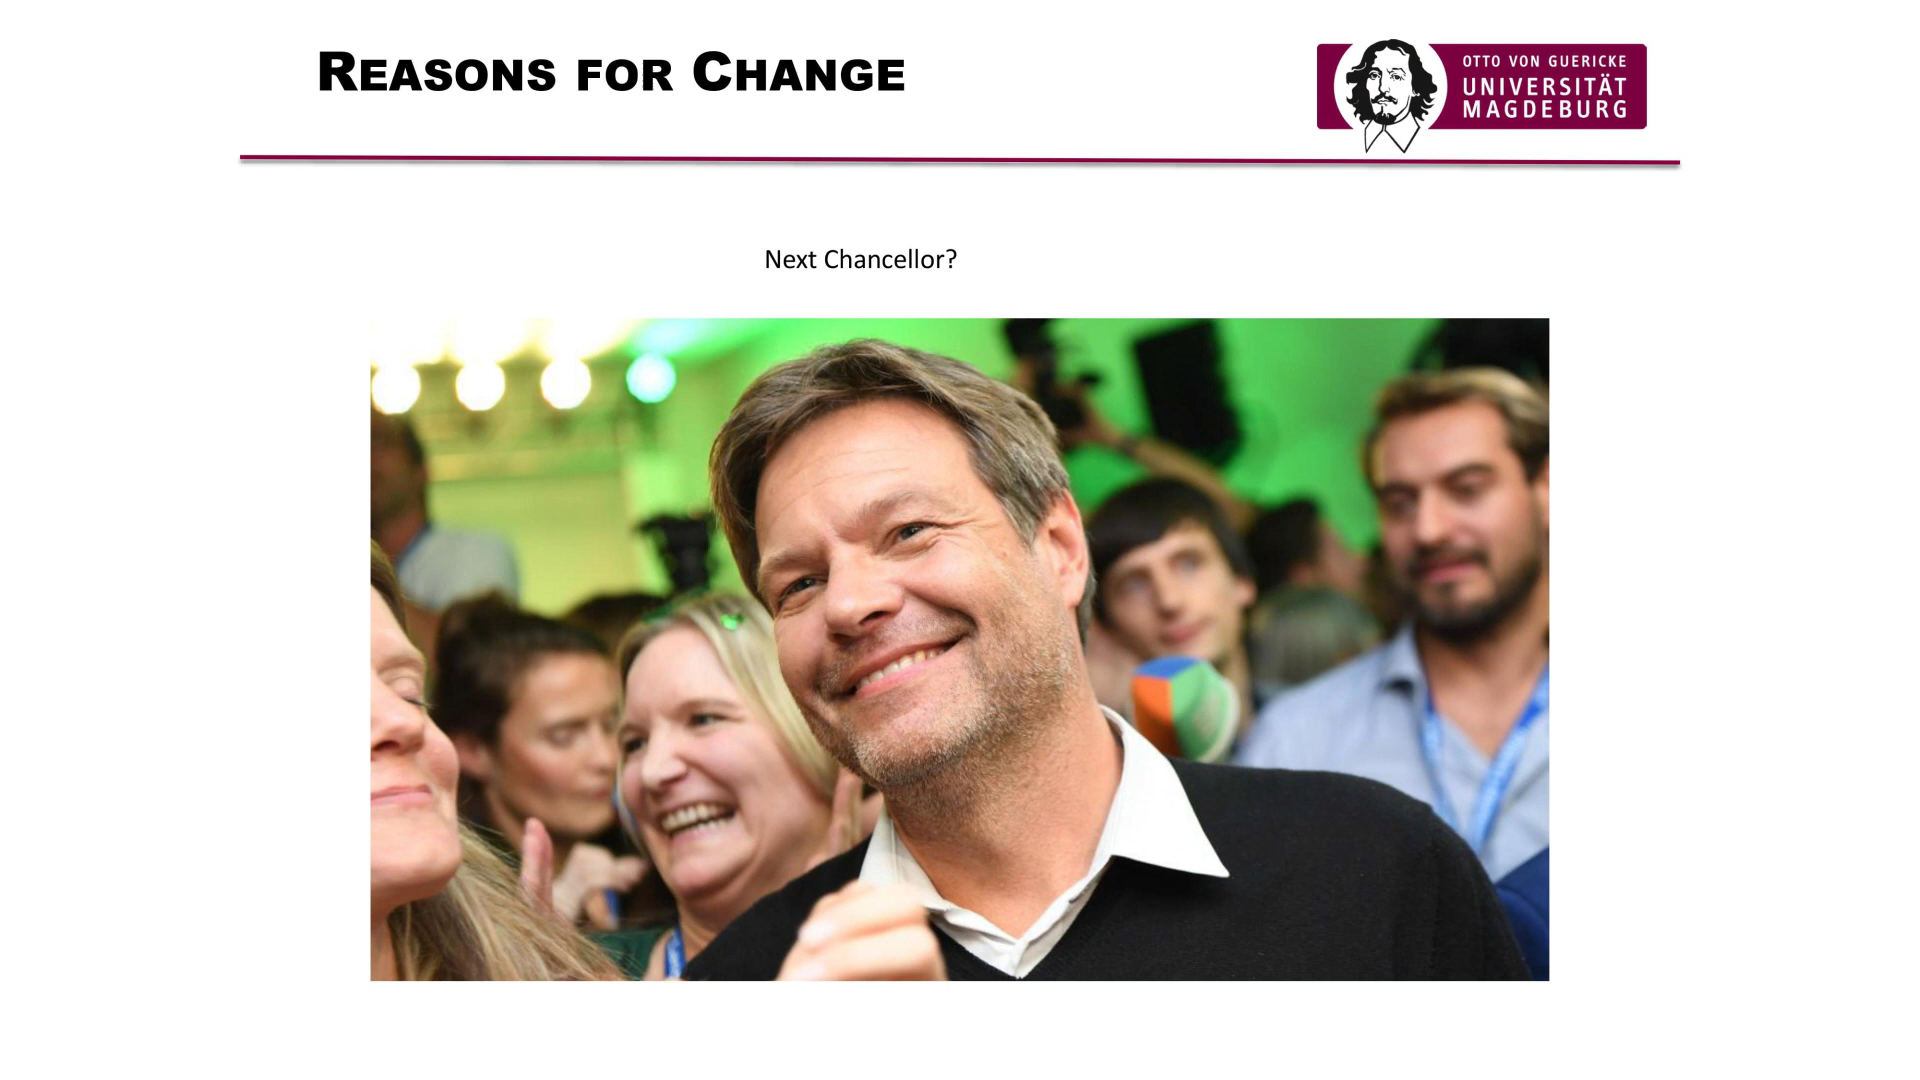 REASONS FOR CHANGE
OTTO VON GUERICKE
UNIVERSITÄT
MAGDEBURG
Next Chancellor?